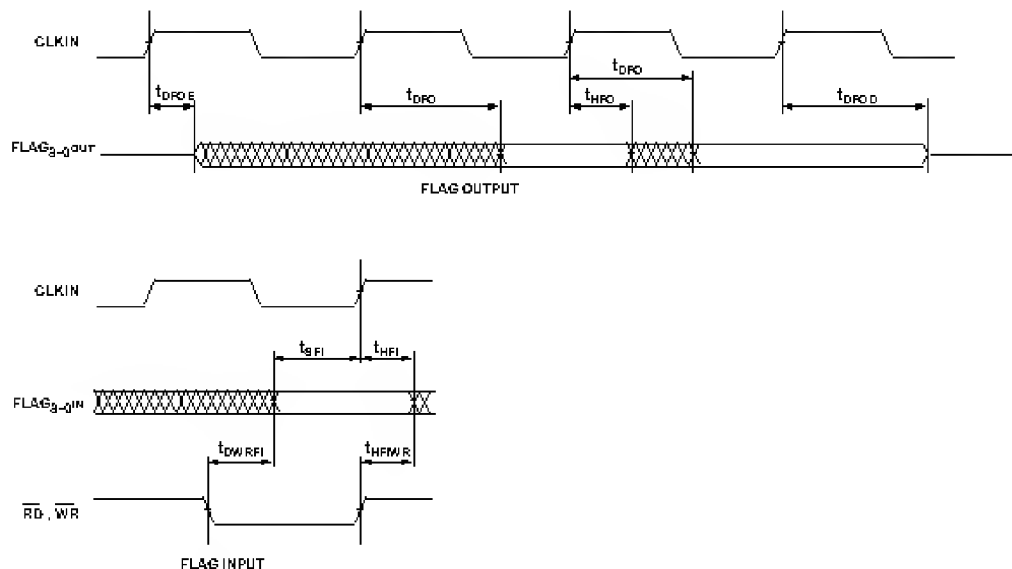 CLKIN
tDFO
tDFO
tHFO
tDFOE
tDFOD
FLAG3–0OUT
FLAG OUTPUT
CLKIN
tSFI
tHFI
FLAG3–0IN
tDWRFI
tHFIWR
RD , WR
FLAG INPUT